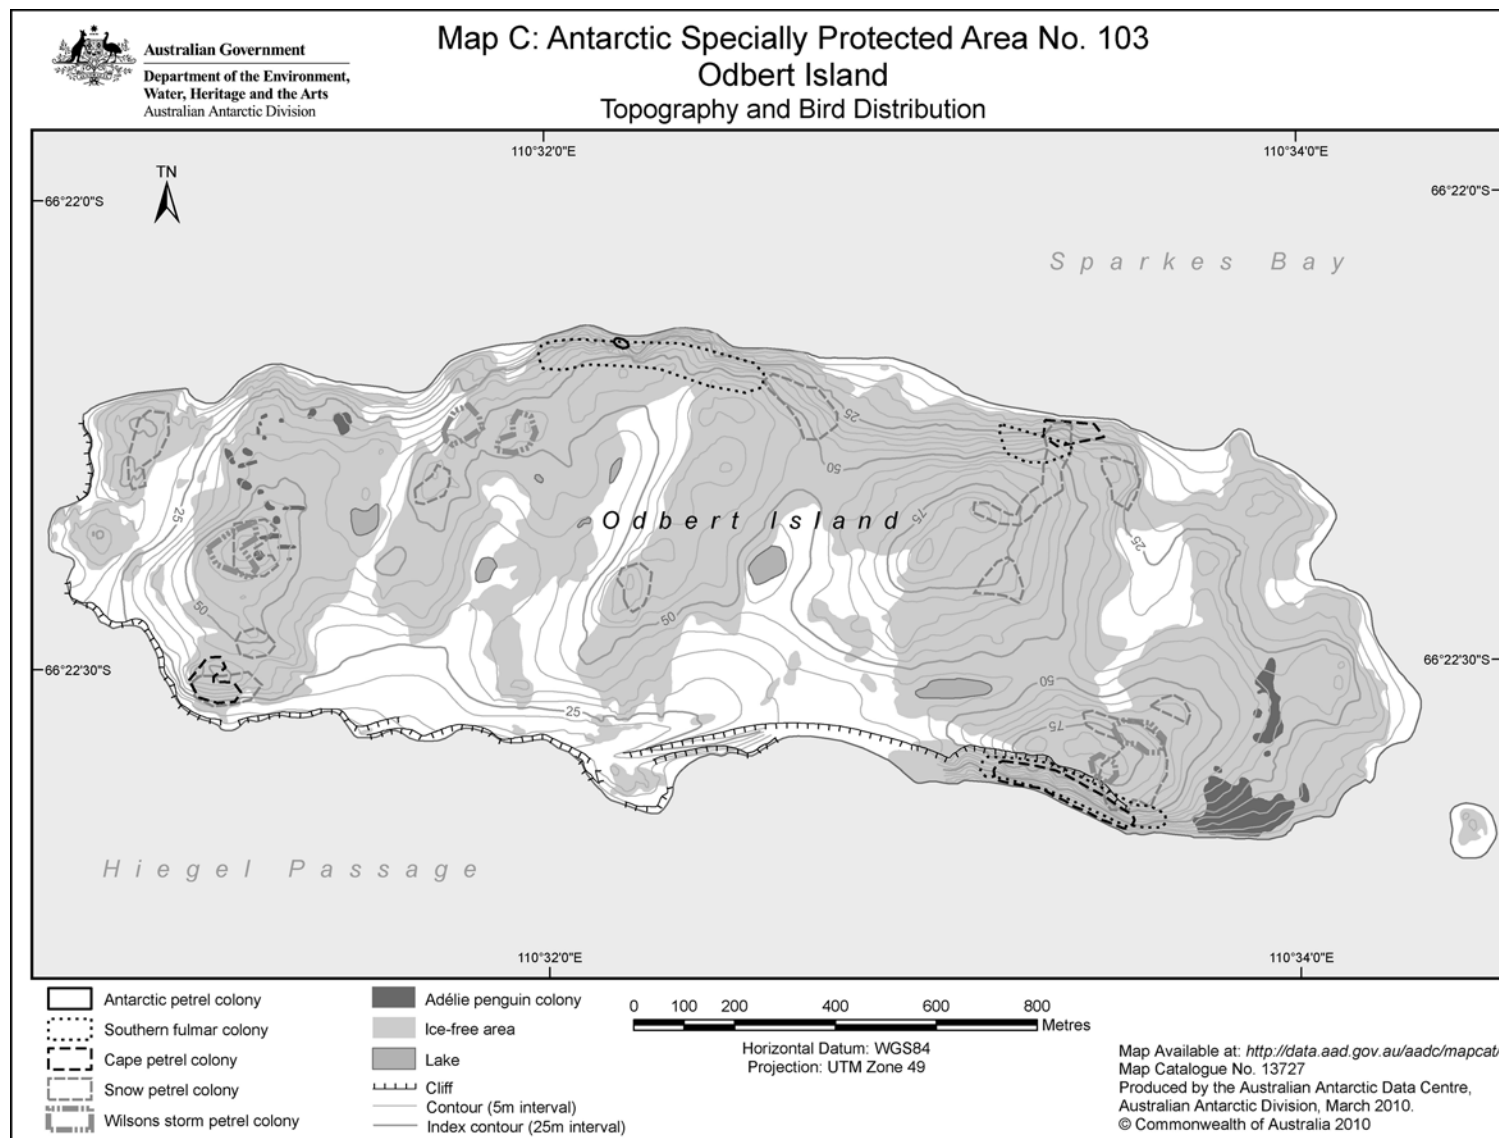 Australian Government
Department of the Environment,
Water, Heritage and the Arts
Australian Antarctic Division
Map C: Antarctic Specially Protected Area No. 103
Odbert Island
Topography and Bird Distribution
110°32'0"E
110°34'0"E
TN
66°22'0"S
66°22'0"S
Sparkes Bay
25
50
25
Odbert Island
75
25
50
50
66°22'30"S
66°22'30"S
50
25
75
Hiegel Passage
110°32'0"E
110°34'0"E
Antarctic petrel colony
Southern fulmar colony
Cape petrel colony
Snow petrel colony
Wilsons storm petrel colony
Adélie penguin colony
Ice-free area
Lake
Cliff
Contour (5m interval)
Index contour (25m interval)
0 100 200 400 600 800
Metres
Horizontal Datum: WGS84
Projection: UTM Zone 49
Map Available at: http://data.aad.gov.au/aadc/mapcat/
Map Catalogue No. 13727
Produced by the Australian Antarctic Data Centre,
Australian Antarctic Division, March 2010.
© Commonwealth of Australia 2010